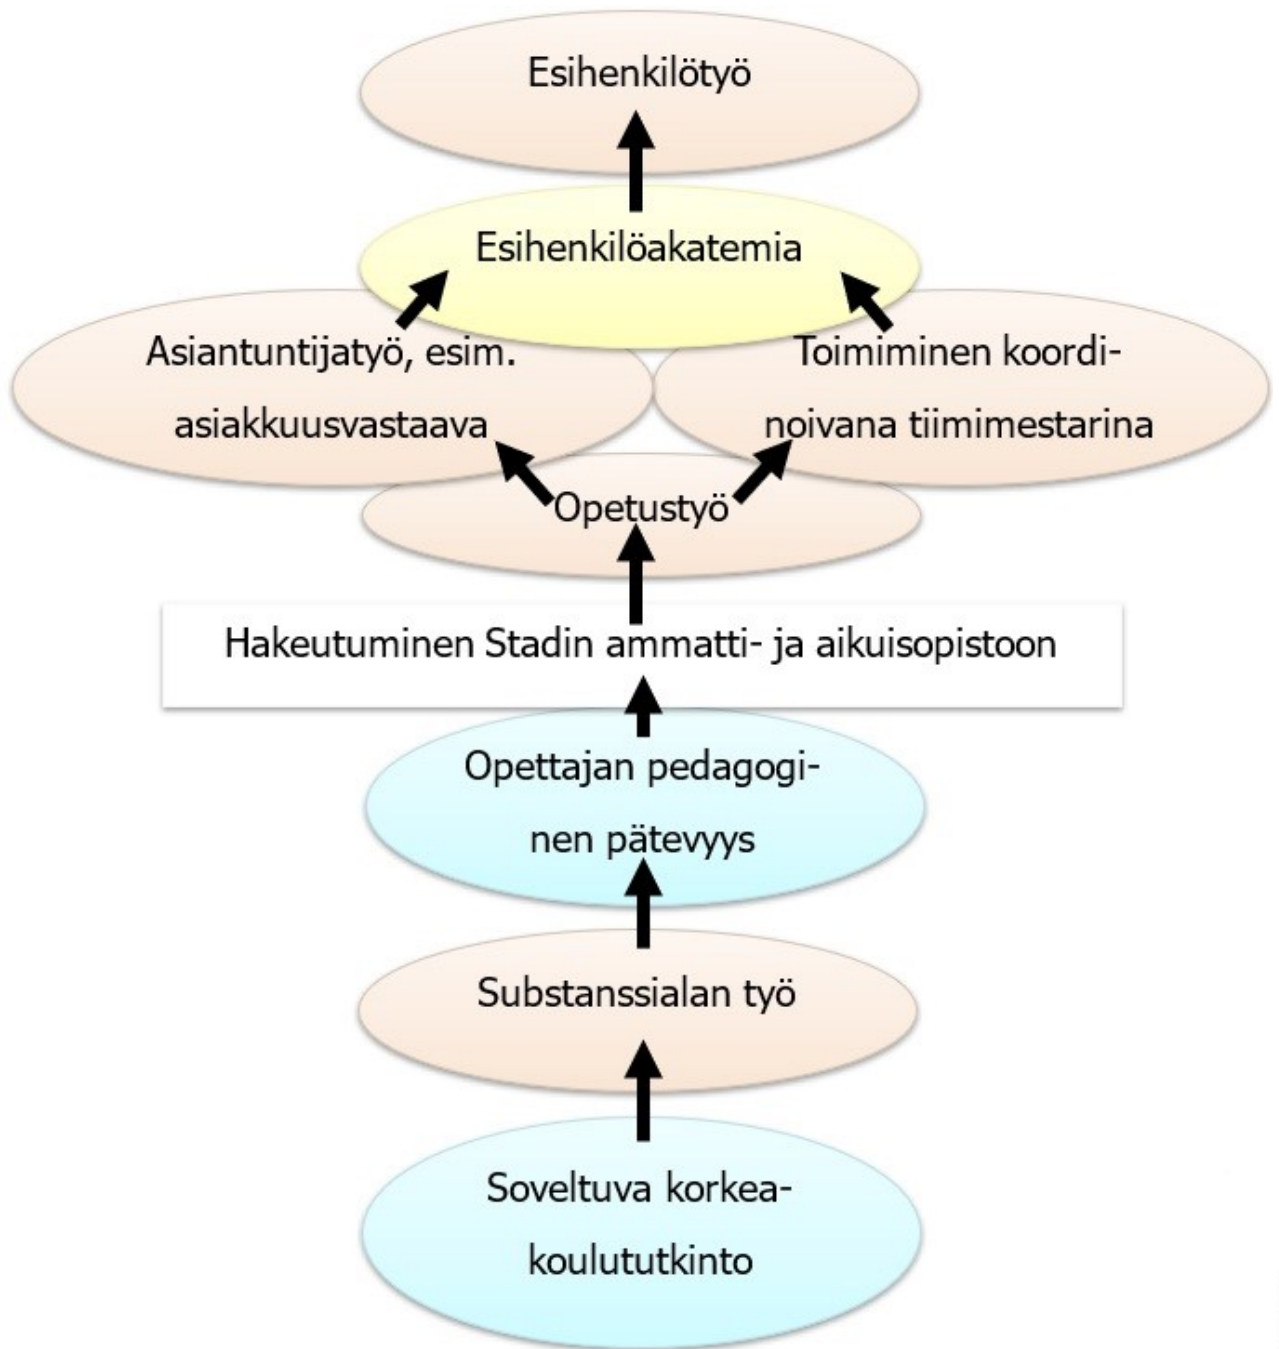 Esihenkilötyö
Esihenkilöakatemia
Asiantuntijatyö, esim.
asiakkuusvastaava
Toimiminen koordi-
noivana tiimimestarina
Opetustyö
Hakeutuminen Stadin ammatti- ja aikuisopistoon
Opettajan pedagogi-
nen pätevyys
Substanssialan työ
Soveltuva korkea-
koulututkinto